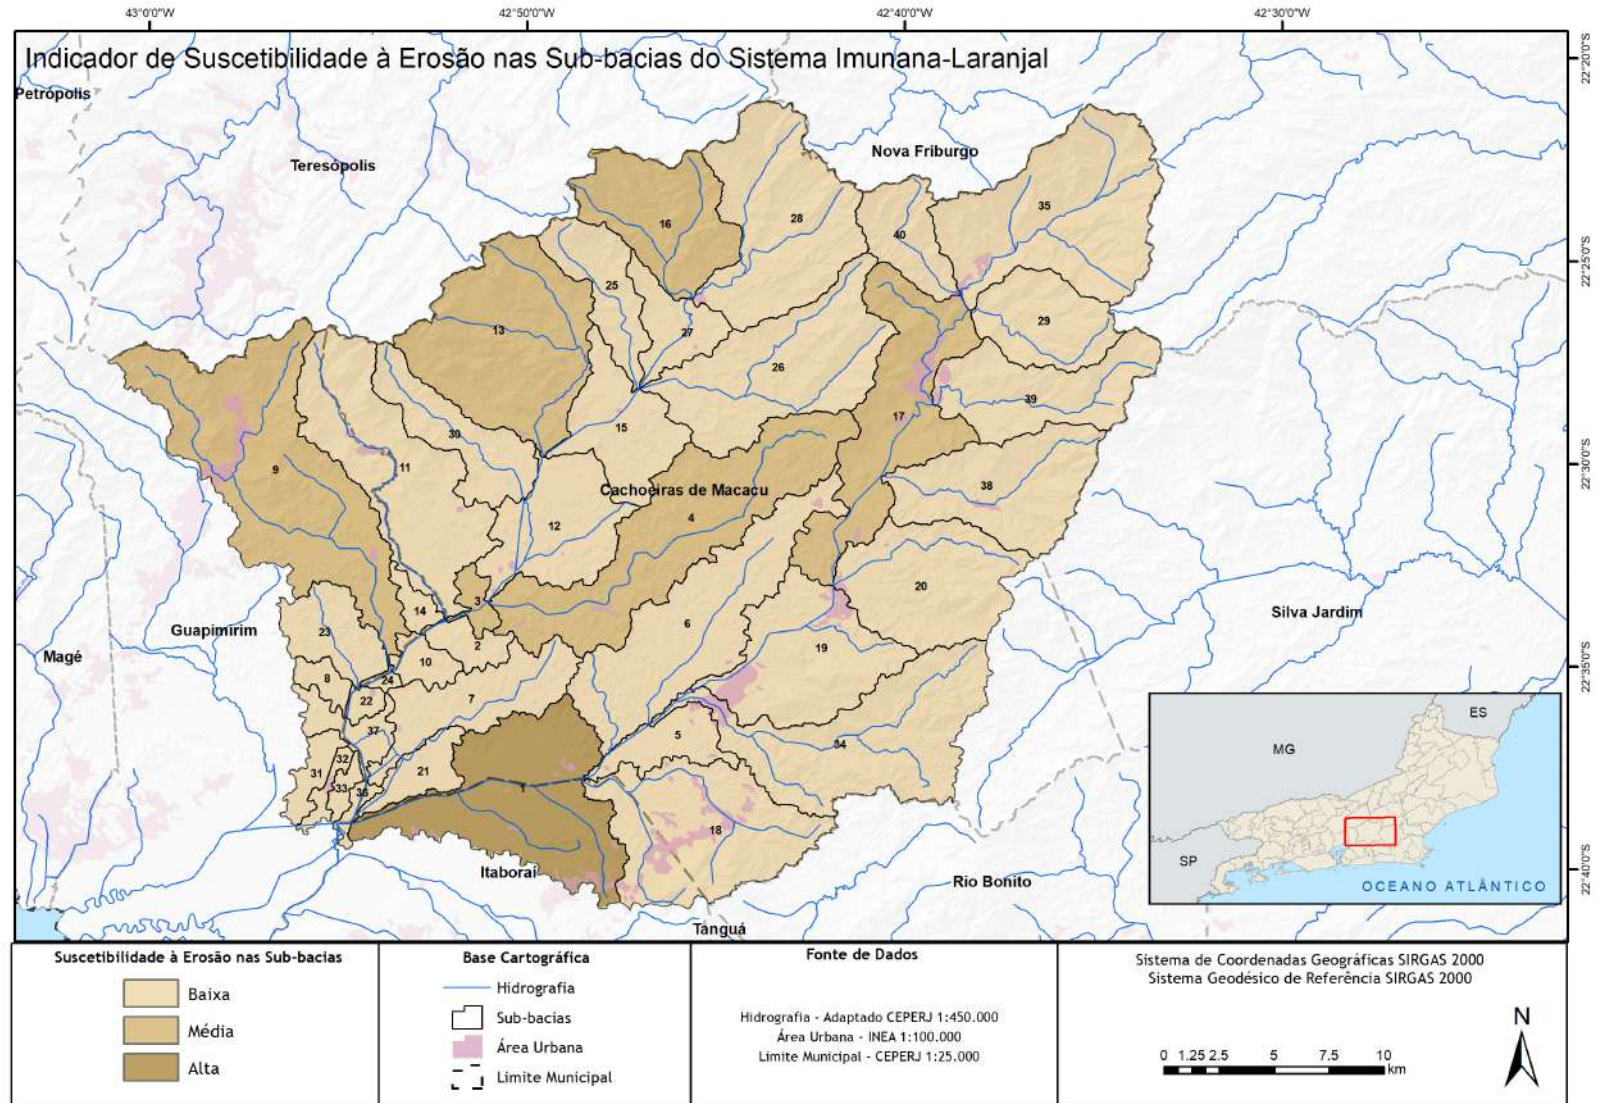 43°0'0"W
42°50'0"W
42°40'0"W
42°30'0"W
Indicador de Suscetibilidade à Erosão nas Sub-bacias do Sistema Imunana-Laranjal
22°20'0"S
Petrópolis
Teresópolis
Nova Friburgo
16
28
35
40
22°25'0"S
25
13
27
29
26
39
15
17
30
11
9
22°30'0"S
38
Cachoeiras de Macacu
4
12
20
3
14
Silva Jardim
Guapimirim
23
6
2
19
Magé
10
22°35'0"S
8
24
22
7
37
5
34
32
31
21
33
36
1
18
Itaboraí
Rio Bonito
22°40'0"S
Tanguá
ES
MG
SP
OCEANO ATLÂNTICO
Suscetibilidade à Erosão nas Sub-bacias
Baixa
Média
Alta
Base Cartográfica
Hidrografia
Sub-bacias
Área Urbana
Limite Municipal
Fonte de Dados
Hidrografia - Adaptado CEPERJ 1:450.000
Área Urbana - INEA 1:100.000
Limite Municipal - CEPERJ 1:25.000
Sistema de Coordenadas Geográficas SIRGAS 2000
Sistema Geodésico de Referência SIRGAS 2000
N
0 1.25 2.5 5 7.5 10
km